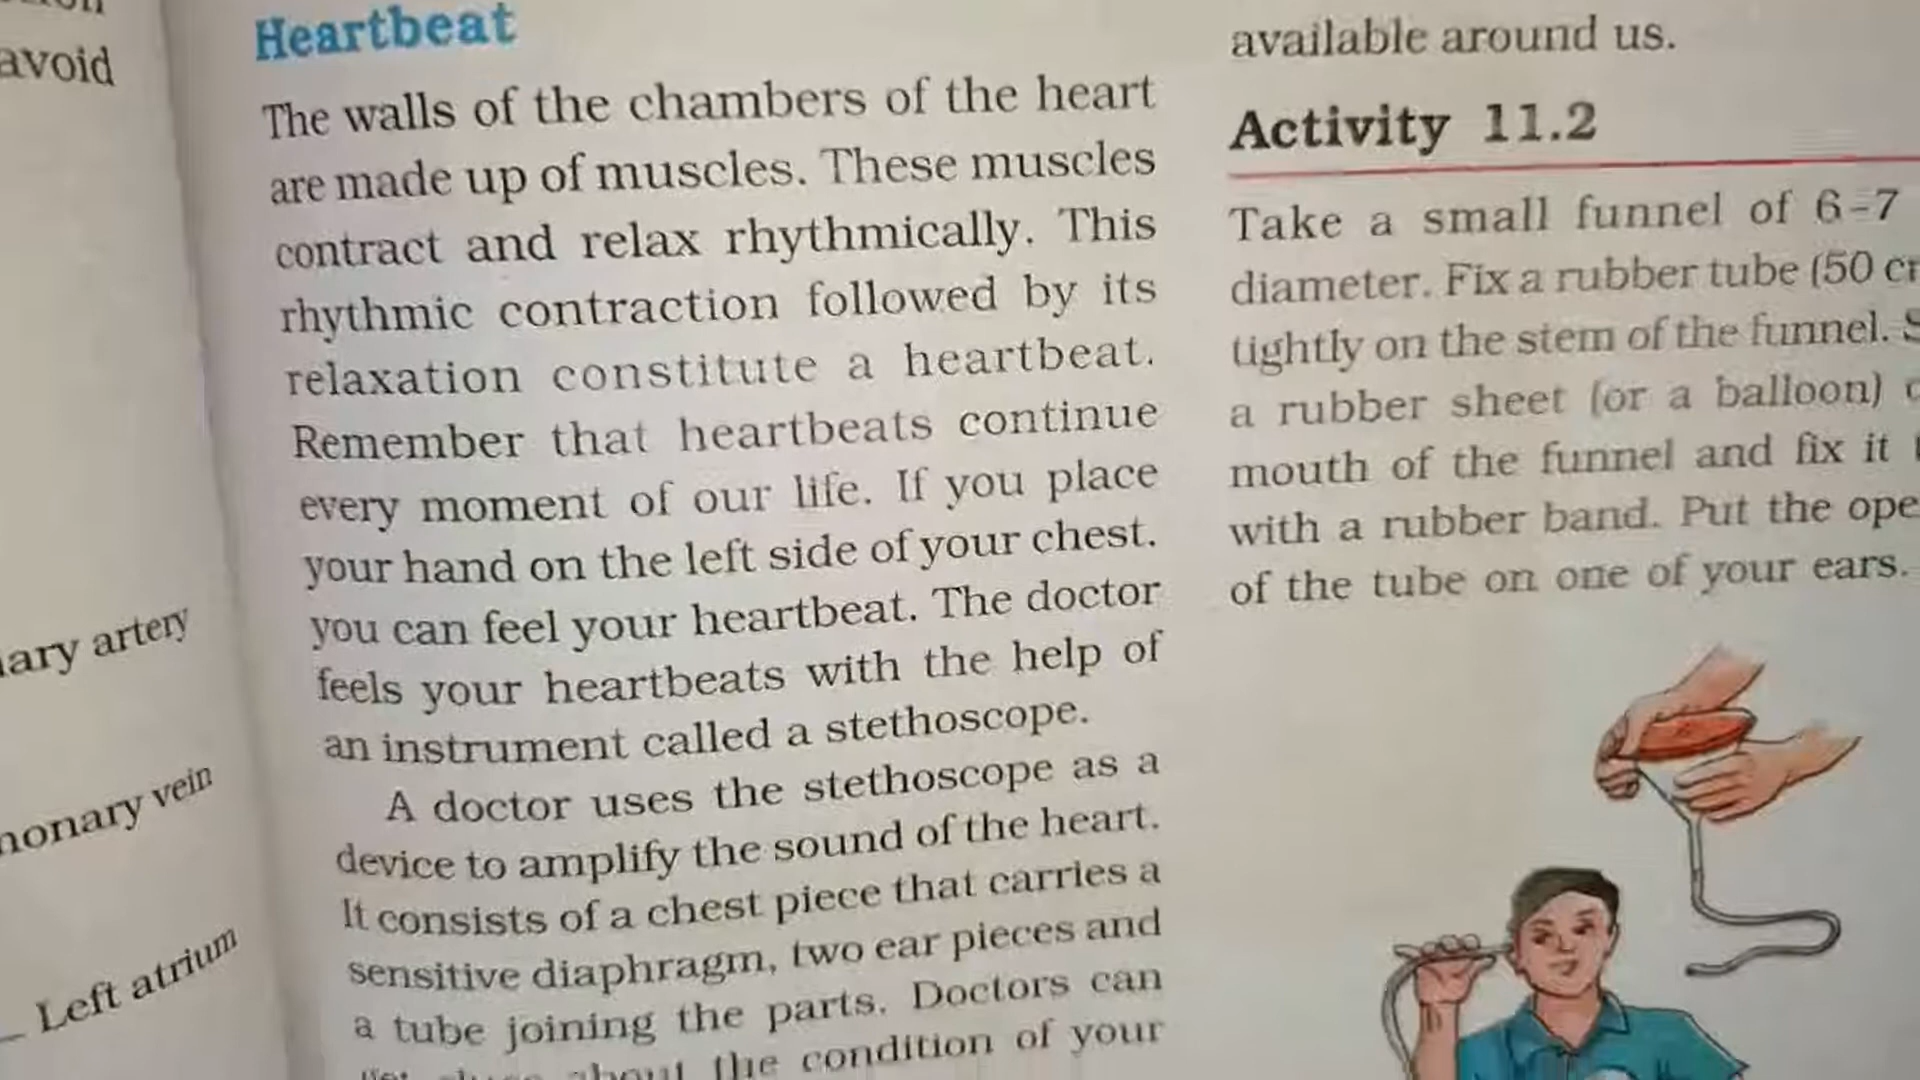 avoid
artery
vein
Left atrium
Heartbeat
The walls of the chambers of the heart
are made up of muscles. These muscles
contract and relax rhythmically. This
rhythmic contraction followed by its
relaxation constitute a heartbeat.
Remember that heartbeats continue
every moment of our life. If you place
your hand on the left side of your chest.
you can feel your heartbeat. The doctor
feels your heartbeats with the help of
an instrument called a stethoscope.
A doctor uses the stethoscope as a
device to amplify the sound of the heart.
It consists of a chest piece that carries a
sensitive diaphragm, two ear pieces and
a tube joining the parts. Doctors can
about the condition of your
available around us.
Activity 11.2
Take a small funnel of 6-7
diameter. Fix a rubber tube (50
tightly on the stem of the funnel.
a rubber sheet (or a balloon)
mouth of the funnel and fix it
with a rubber band. Put the
of the tube on one of your ears.